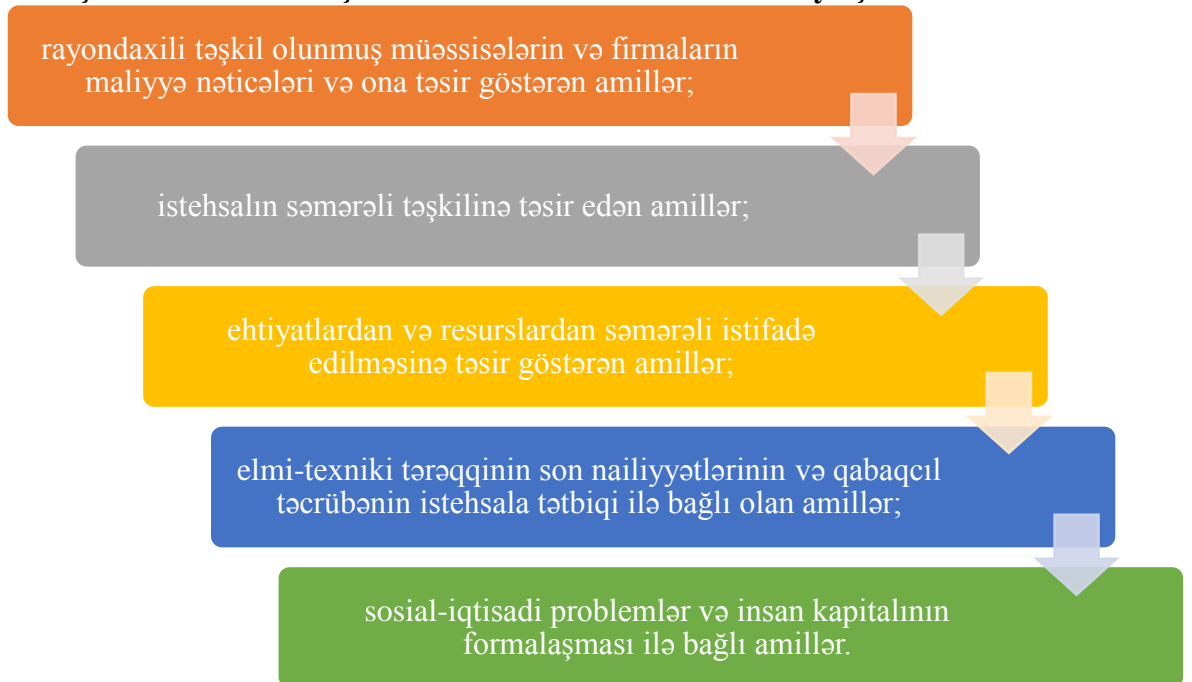 rayondaxili təşkil olunmuş müəssisələrin və firmaların
maliyyə nəticələri və ona təsir göstərən amillər;
istehsalın səmərəli təşkilinə təsir edən amillər;
ehtiyatlardan və resurslardan səmərəli istifadə
edilməsinə təsir göstərən amillər;
elmi-texniki tərəqqinin son nailiyyətlərinin və qabaqcıl
təcrübənin istehsala tətbiqi ilə bağlı olan amillər;
sosial-iqtisadi problemlər və insan kapitalının
formalaşması ilə bağlı amillər.